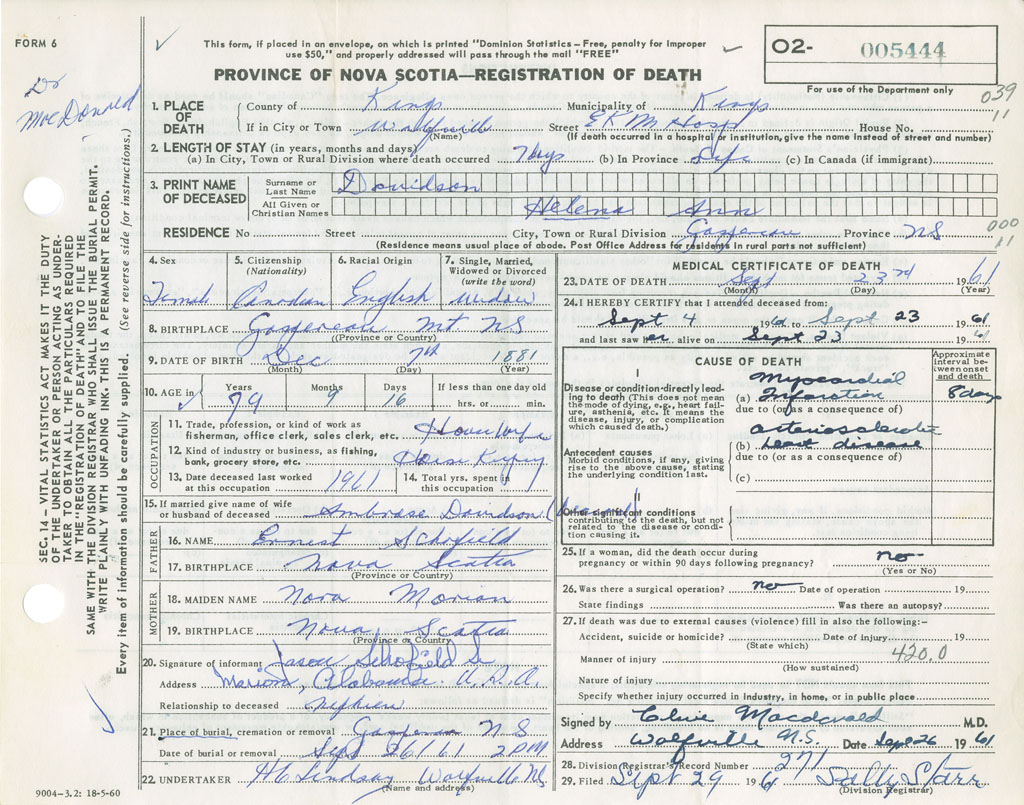 FORM 6
This form, if placed in an envelope, on which is printed "Dominion Statistics – Free, penalty for improper
use $50," and properly addressed will pass through the mail "FREE"
PROVINCE OF NOVA SCOTIA—REGISTRATION OF DEATH
O2- 005444
For use of the Department only
039
11
Dr
MacDonald
1. PLACE OF DEATH
County of Kings Municipality of Kings
If in City or Town Wolfville Street E K M Hosp House No.
(Name) (If death occurred in a hospital or institution, give the name instead of street and number)
2. LENGTH OF STAY (in years, months and days)
(a) In City, Town or Rural Division where death occurred 7 days (b) In Province Life (c) In Canada (if immigrant)
3. PRINT NAME OF DECEASED
Surname or Last Name Davidson
All Given or Christian Names Helena Ann
RESIDENCE No Street City, Town or Rural Division Gaspereau Province NS
(Residence means usual place of abode. Post Office Address for residents in rural parts not sufficient)
000
11
4. Sex Female
5. Citizenship (Nationality) Canadian
6. Racial Origin English
7. Single, Married, Widowed or Divorced (write the word) Widow
8. BIRTHPLACE Gaspereau Mt NS
(Province or Country)
9. DATE OF BIRTH Dec 7th 1881
(Month) (Day) (Year)
10. AGE in Years 79 Months 9 Days 16 If less than one day old hrs. or min.
OCCUPATION
11. Trade, profession, or kind of work as
fisherman, office clerk, sales clerk, etc. Housewife
12. Kind of industry or business, as fishing,
bank, grocery store, etc. House Keeping
13. Date deceased last worked
at this occupation 1961
14. Total yrs. spent in
this occupation
15. If married give name of wife
or husband of deceased Ambrose Davidson
FATHER
16. NAME Ernest Schofield
17. BIRTHPLACE Nova Scotia
(Province or Country)
MOTHER
18. MAIDEN NAME Nora
19. BIRTHPLACE Nova Scotia
(Province or Country)
20. Signature of informant Jason Schofield Sr
Address Marion, Alabama U.S.A.
Relationship to deceased Nephew
21. Place of burial, cremation or removal Gaspereau N S
Date of burial or removal Sept 26/61 2 PM
22. UNDERTAKER H C Lindsay Wolfville NS
(Name and address)
9004–3.2: 18-5-60
MEDICAL CERTIFICATE OF DEATH
23. DATE OF DEATH Sept 23rd 1961
(Month) (Day) (Year)
24. I HEREBY CERTIFY that I attended deceased from:
Sept 4 1961 to Sept 23 1961
and last saw her alive on Sept 23 1961
CAUSE OF DEATH
Approximate interval between onset and death
I
Disease or condition directly leading
to death (This does not mean
the mode of dying, e.g., heart failure,
asthenia, etc. It means the
disease, injury, or complication
which caused death.)
Myocardial
(a) Infarction 8 days
due to (or as a consequence of)
arteriosclerotic
(b) heart disease
due to (or as a consequence of)
(c)
Antecedent causes
Morbid conditions, if any, giving
rise to the above cause, stating
the underlying condition last.
II
Other significant conditions
contributing to the death, but not
related to the disease or condition
causing it.
25. If a woman, did the death occur during
pregnancy or within 90 days following pregnancy? no
(Yes or No)
26. Was there a surgical operation? no Date of operation 19
State findings Was there an autopsy?
27. If death was due to external causes (violence) fill in also the following:-
Accident, suicide or homicide? Date of injury 19
(State which)
Manner of injury 420.0
(How sustained)
Nature of injury
Specify whether injury occurred in industry, in home, or in public place
Signed by Clive Macdonald M.D.
Address Wolfville N.S. Date Sept 26 1961
28. Division Registrar's Record Number 271
29. Filed Sept 29 1961 Sally Starr
(Division Registrar)
SEC. 14 – VITAL STATISTICS ACT MAKES IT THE DUTY
OF THE UNDERTAKER OR PERSON ACTING AS UNDERTAKER
TO OBTAIN ALL THE PARTICULARS REQUIRED
IN THE "REGISTRATION OF DEATH" AND TO FILE THE
SAME WITH THE DIVISION REGISTRAR WHO SHALL ISSUE THE BURIAL PERMIT.
WRITE PLAINLY WITH UNFADING INK. THIS IS A PERMANENT RECORD.
Every item of information should be carefully supplied. (See reverse side for instructions.)